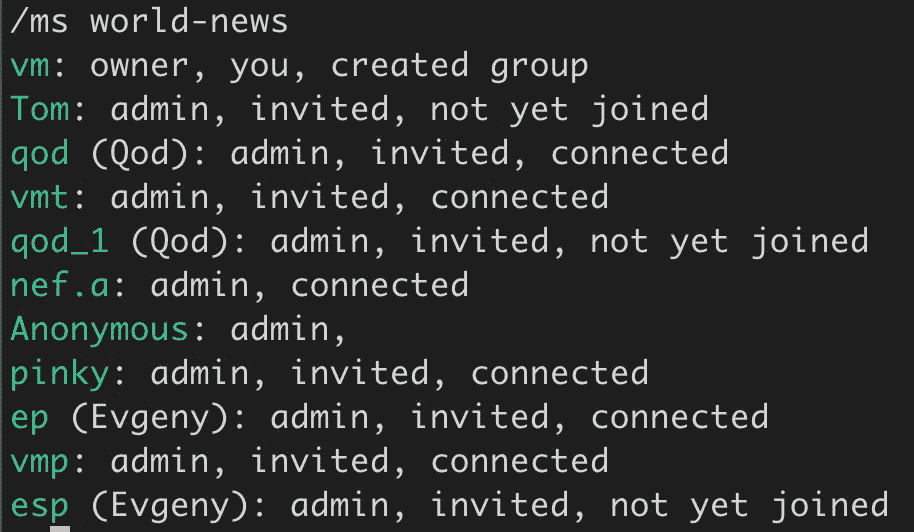 /ms world-news
vm: owner, you, created group
Tom: admin, invited, not yet joined
qod (Qod): admin, invited, connected
vmt: admin, invited, connected
qod_1 (Qod): admin, invited, not yet joined
nef.a: admin, connected
Anonymous: admin,
pinky: admin, invited, connected
ep (Evgeny): admin, invited, connected
vmp: admin, invited, connected
esp (Evgeny): admin, invited, not yet joined